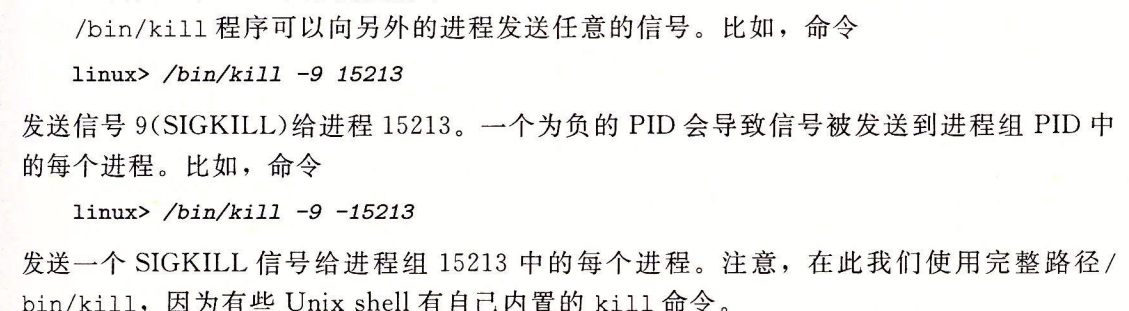 /bin/kill 程序可以向另外的进程发送任意的信号。比如，命令
linux> /bin/kill -9 15213
发送信号 9(SIGKILL)给进程 15213。一个为负的 PID 会导致信号被发送到进程组 PID 中
的每个进程。比如，命令
linux> /bin/kill -9 -15213
发送一个 SIGKILL 信号给进程组 15213 中的每个进程。注意，在此我们使用完整路径/
bin/kill，因为有些 Unix shell 有自己内置的 kill 命令。